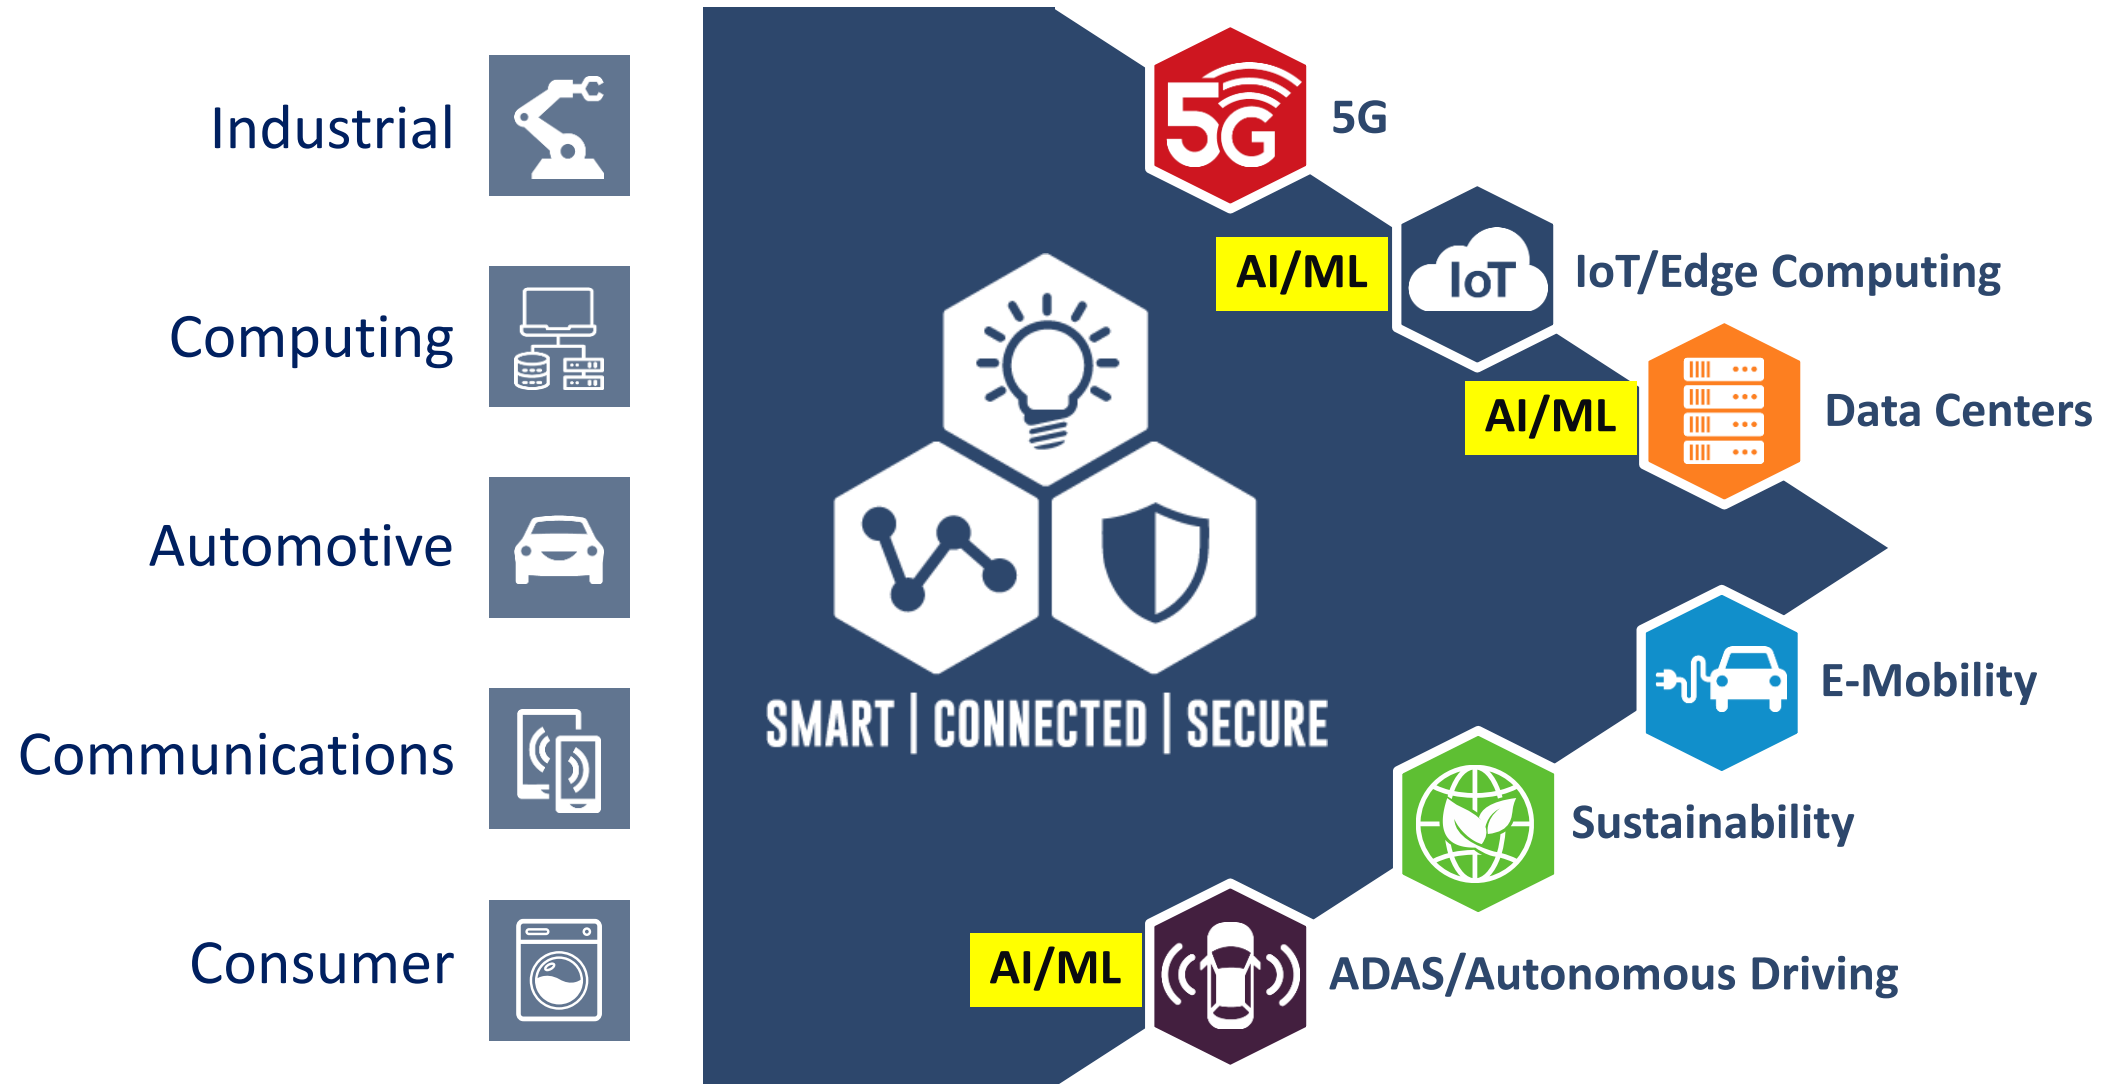 Industrial
Computing
Automotive
Communications
Consumer
SMART | CONNECTED | SECURE
5G
5G
AI/ML
IoT
IoT/Edge Computing
AI/ML
Data Centers
E-Mobility
Sustainability
AI/ML
ADAS/Autonomous Driving